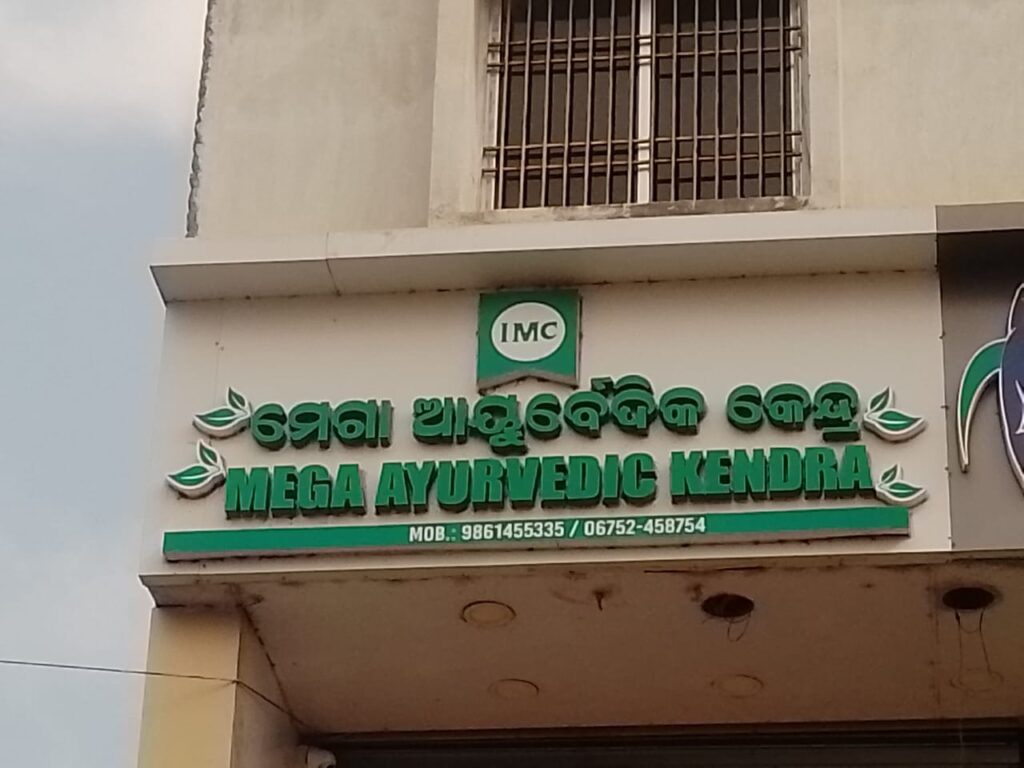 IMC
ମେଗା ଆୟୁର୍ବୈଦିକ କେନ୍ଦ୍ର
MEGA AYURVEDIC KENDRA
MOB.: 9861455335 / 06752-458754